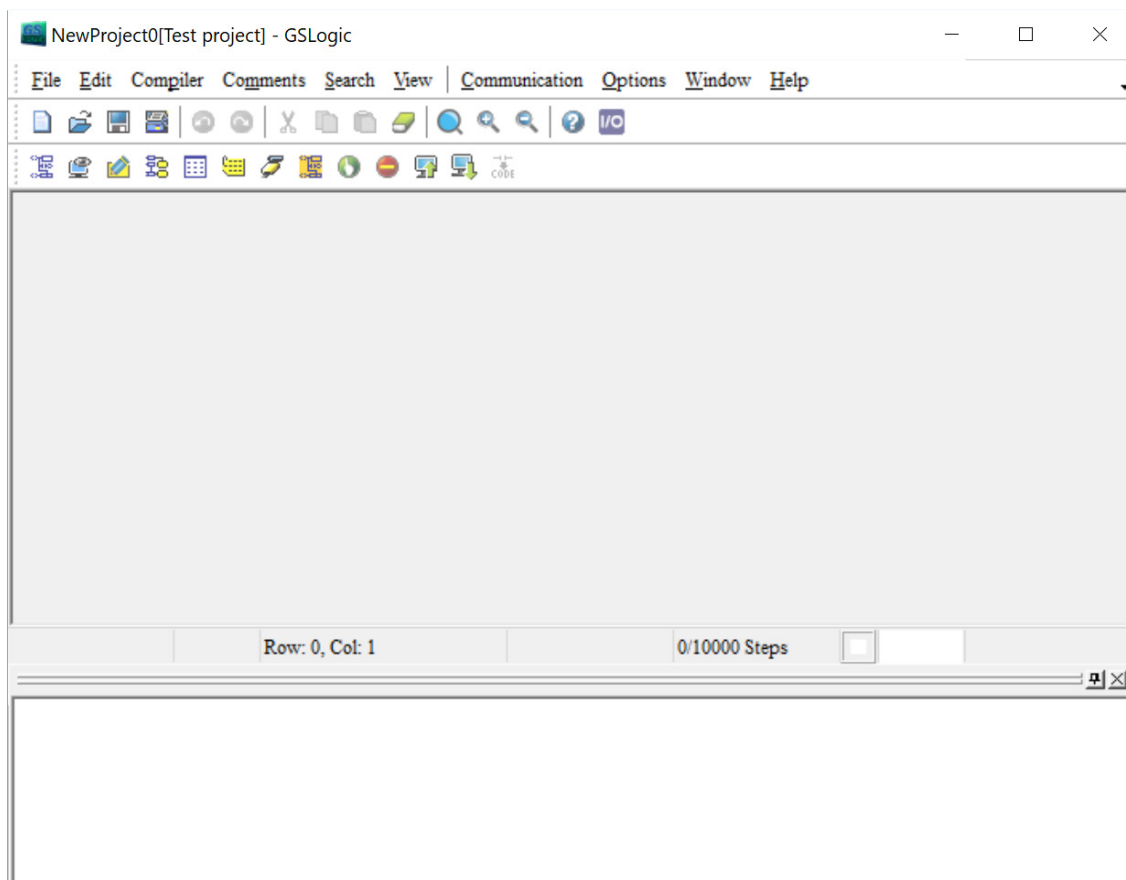 NewProject0[Test project] - GSLogic
File Edit Compiler Comments Search View Communication Options Window Help
I/O
CODE
Row: 0, Col: 1 0/10000 Steps